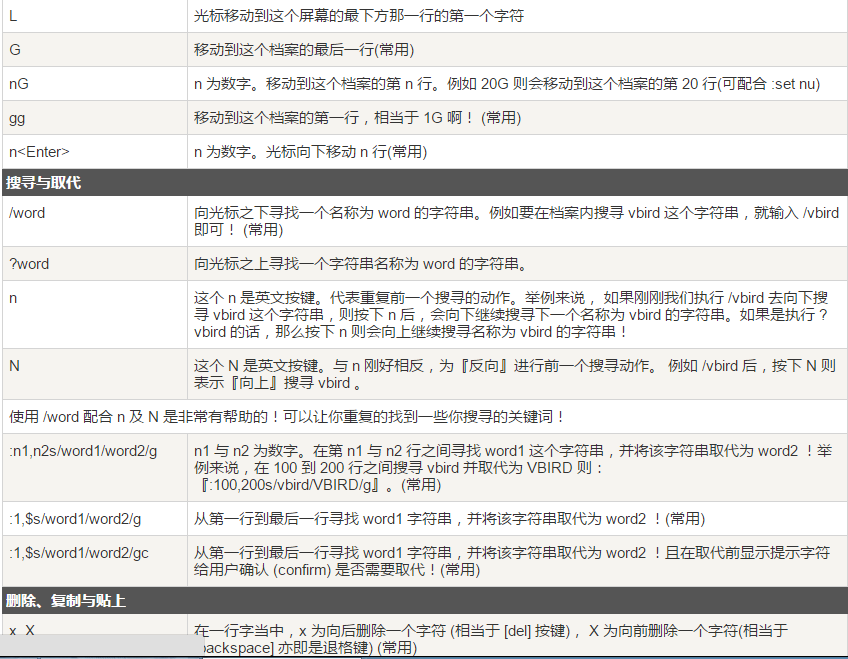 L 光标移动到这个屏幕的最下方那一行的第一个字符
G 移动到这个档案的最后一行(常用)
nG n 为数字。移动到这个档案的第 n 行。例如 20G 则会移动到这个档案的第 20 行(可配合 :set nu)
gg 移动到这个档案的第一行，相当于 1G 啊！ (常用)
n<Enter> n 为数字。光标向下移动 n 行(常用)
搜寻与取代
/word 向光标之下寻找一个名称为 word 的字符串。例如要在档案内搜寻 vbird 这个字符串，就输入 /vbird
即可！ (常用)
?word 向光标之上寻找一个字符串名称为 word 的字符串。
n 这个 n 是英文按键。代表重复前一个搜寻的动作。举例来说， 如果刚刚我们执行 /vbird 去向下搜
寻 vbird 这个字符串，则按下 n 后，会向下继续搜寻下一个名称为 vbird 的字符串。如果是执行 ?
vbird 的话，那么按下 n 则会向上继续搜寻名称为 vbird 的字符串！
N 这个 N 是英文按键。与 n 刚好相反，为『反向』进行前一个搜寻动作。 例如 /vbird 后，按下 N 则
表示『向上』搜寻 vbird 。
使用 /word 配合 n 及 N 是非常有帮助的！可以让你重复的找到一些你搜寻的关键词！
:n1,n2s/word1/word2/g n1 与 n2 为数字。在第 n1 与 n2 行之间寻找 word1 这个字符串，并将该字符串取代为 word2 ！举
例来说，在 100 到 200 行之间搜寻 vbird 并取代为 VBIRD 则：
『:100,200s/vbird/VBIRD/g』。(常用)
:1,$s/word1/word2/g 从第一行到最后一行寻找 word1 字符串，并将该字符串取代为 word2 ！(常用)
:1,$s/word1/word2/gc 从第一行到最后一行寻找 word1 字符串，并将该字符串取代为 word2 ！且在取代前显示提示字符
给用户确认 (confirm) 是否需要取代！(常用)
删除、复制与贴上
x, X 在一行字当中，x 为向后删除一个字符 (相当于 [del] 按键)， X 为向前删除一个字符(相当于
backspace] 亦即是退格键) (常用)